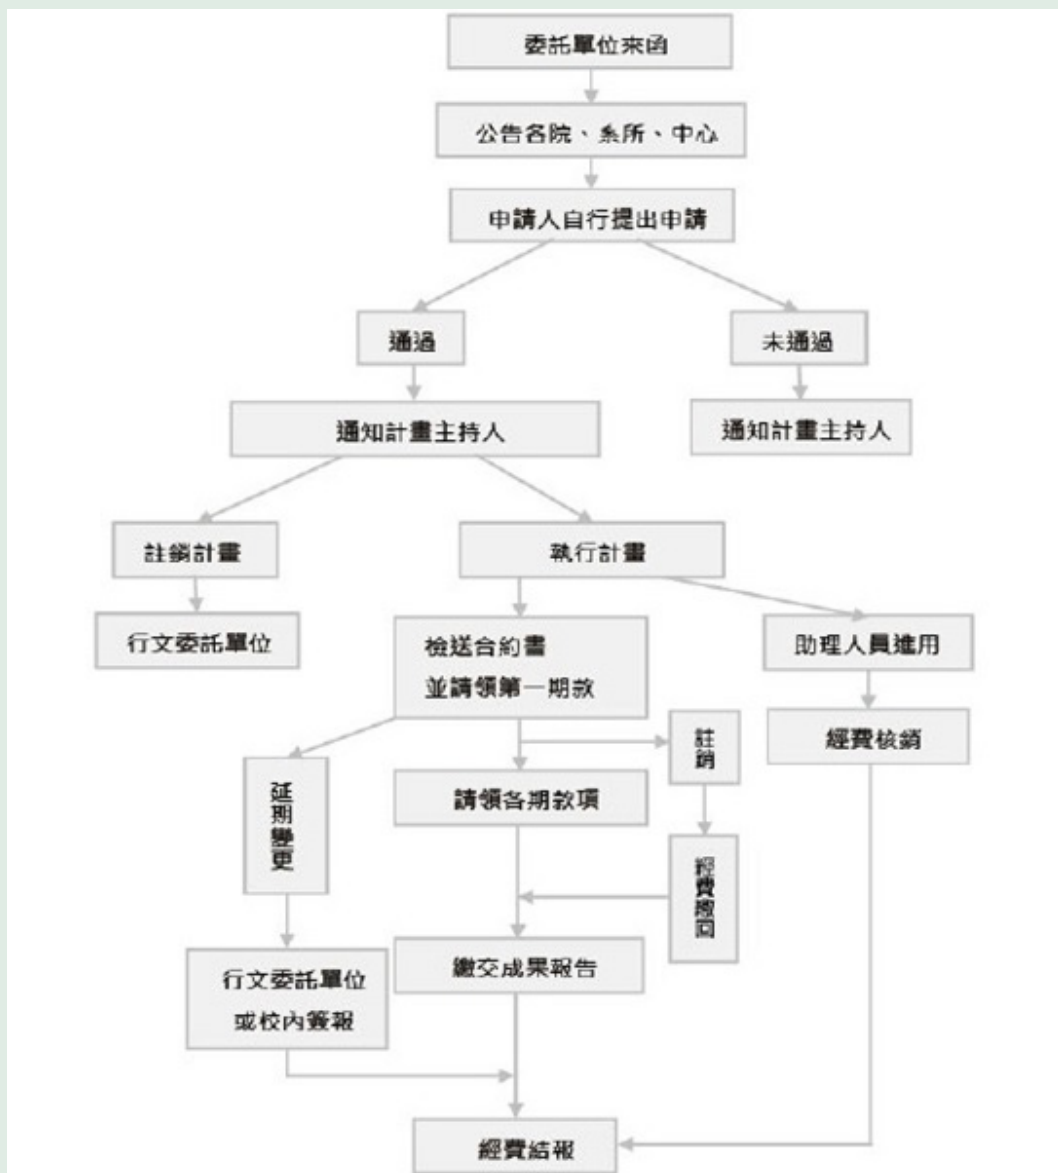 委託單位來函
公告各院、系所、中心
申請人自行提出申請
通過
未通過
通知計畫主持人
通知計畫主持人
註銷計畫
執行計畫
行文委託單位
檢送合約書
並請領第一期款
助理人員進用
註銷
經費核銷
延期變更
請領各期款項
經費繳回
繳交成果報告
行文委託單位
或校內簽報
經費結報